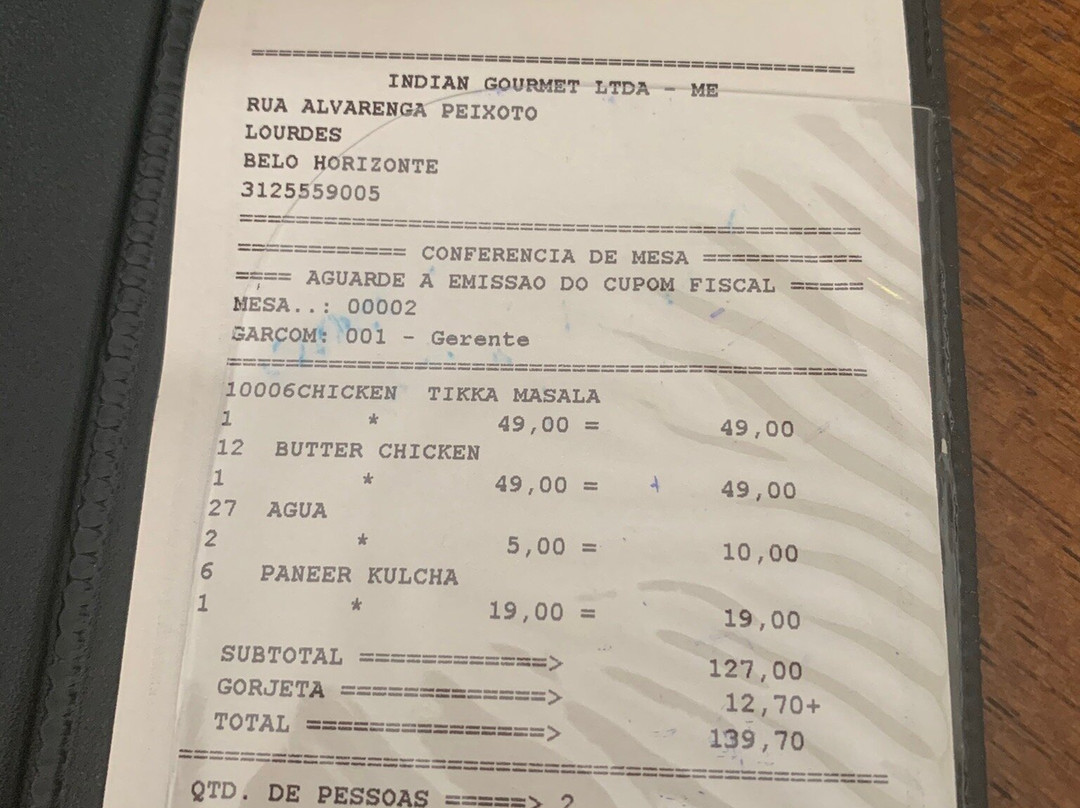 ==================================================
INDIAN GOURMET LTDA - ME
RUA ALVARENGA PEIXOTO
LOURDES
BELO HORIZONTE
3125559005
==================================================
============ CONFERENCIA DE MESA ===========
==== AGUARDE A EMISSAO DO CUPOM FISCAL =====
MESA..: 00002
GARCOM: 001 - Gerente
==================================================
10006CHICKEN TIKKA MASALA
1 * 49,00 = 49,00
12 BUTTER CHICKEN
1 * 49,00 = 49,00
27 AGUA
2 * 5,00 = 10,00
6 PANEER KULCHA
1 * 19,00 = 19,00
SUBTOTAL ============> 127,00
GORJETA =============> 12,70+
TOTAL ===============> 139,70
==================================================
QTD. DE PESSOAS =====> 2